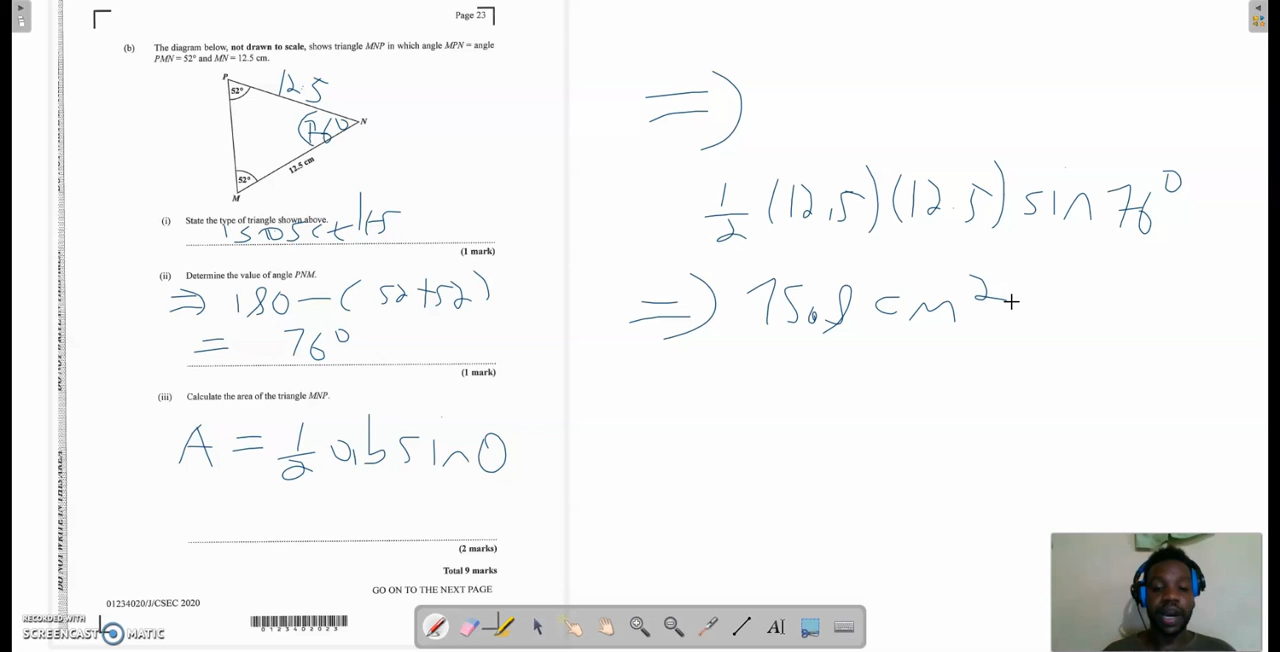 Page 23
(b) The diagram below, not drawn to scale, shows triangle MNP in which angle MPN = angle
PMN = 52° and MN = 12.5 cm.
P
52°
12.5
76°
N
12.5 cm
52°
M
(i) State the type of triangle shown above.
(1 mark)
(ii) Determine the value of angle PNM.
⇒ 180 - ( 52 + 52 )
= 76°
(1 mark)
(iii) Calculate the area of the triangle MNP.
A = 1/2 ab sin θ
(2 marks)
Total 9 marks
GO ON TO THE NEXT PAGE
01234020/J/CSEC 2020
0123402023
RECORDED WITH
SCREENCAST MATIC
⇒
1/2 (12.5)(12.5) sin 76°
⇒ 75.8 cm²
AI